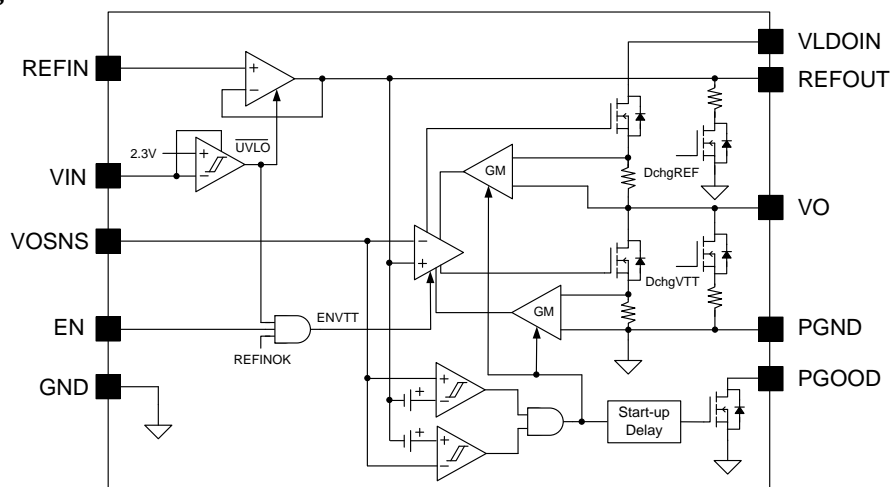 VLDOIN
REFIN
REFOUT
UVLO
2.3V
VIN
GM
DchgREF
VO
VOSNS
DchgVTT
GM
EN
ENVTT
PGND
REFINOK
GND
PGOOD
Start-up
Delay